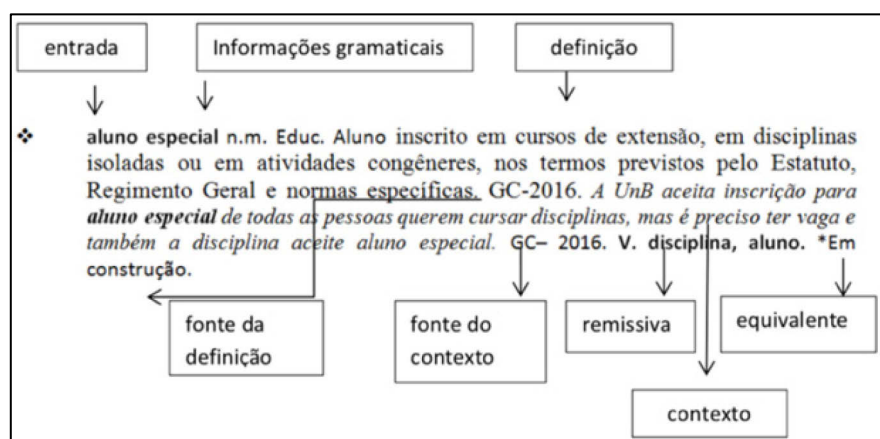 entrada
Informações gramaticais
definição
❖ aluno especial n.m. Educ. Aluno inscrito em cursos de extensão, em disciplinas
isoladas ou em atividades congêneres, nos termos previstos pelo Estatuto,
Regimento Geral e normas específicas. GC-2016. A UnB aceita inscrição para
aluno especial de todas as pessoas querem cursar disciplinas, mas é preciso ter vaga e
também a disciplina aceite aluno especial. GC– 2016. V. disciplina, aluno. *Em
construção.
fonte da
definição
fonte do
contexto
remissiva
equivalente
contexto